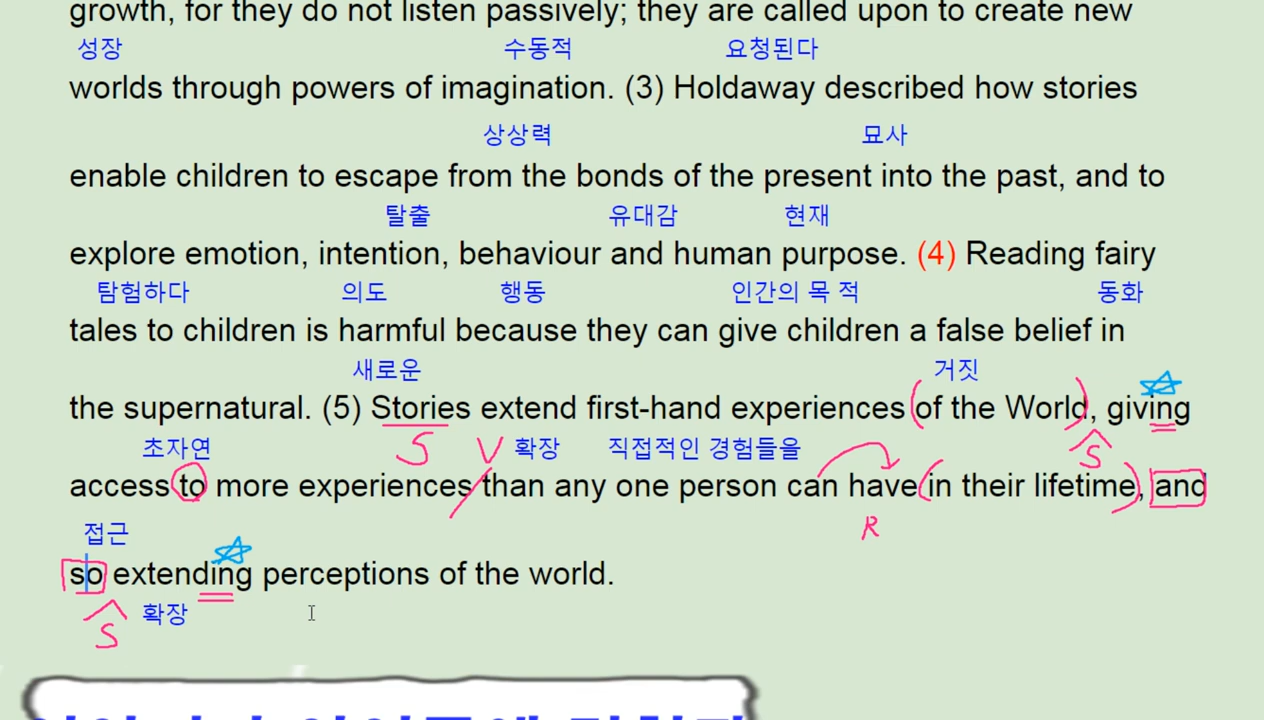 growth, for they do not listen passively; they are called upon to create new
성장 수동적 요청된다
worlds through powers of imagination. (3) Holdaway described how stories
상상력 묘사
enable children to escape from the bonds of the present into the past, and to
탈출 유대감 현재
explore emotion, intention, behaviour and human purpose. (4) Reading fairy
탐험하다 의도 행동 인간의 목 적 동화
tales to children is harmful because they can give children a false belief in
새로운 거짓
the supernatural. (5) Stories extend first-hand experiences (of the World), giving
초자연 S V 확장 직접적인 경험들을 S
access to more experiences/than any one person can have (in their lifetime), and
접근 R
so extending perceptions of the world.
S 확장